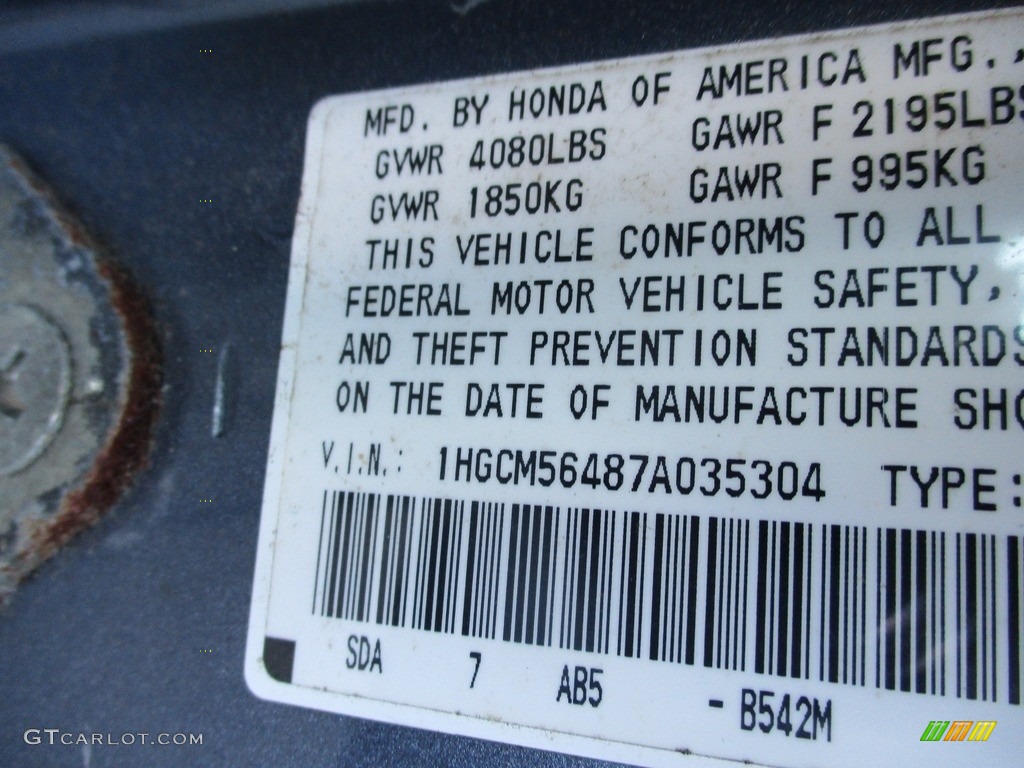 MFD. BY HONDA OF AMERICA MFG.,
GVWR 4080LBS GAWR F 2195LBS
GVWR 1850KG GAWR F 995KG
THIS VEHICLE CONFORMS TO ALL
FEDERAL MOTOR VEHICLE SAFETY,
AND THEFT PREVENTION STANDARDS
ON THE DATE OF MANUFACTURE SHO
V.I.N.: 1HGCM56487A035304 TYPE:
SDA 7 AB5 - B542M
GTCARLOT.COM